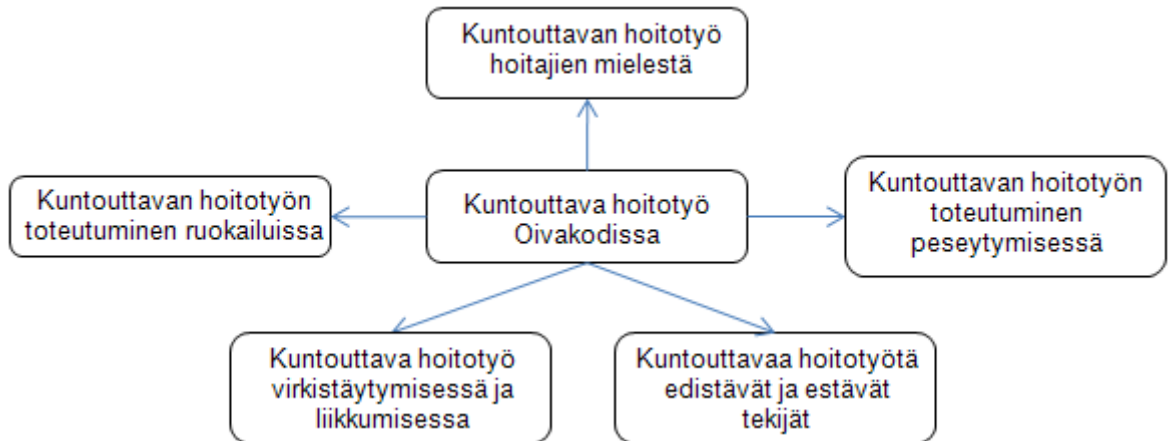 Kuntouttavan hoitotyö
hoitajien mielestä
Kuntouttavan hoitotyön
toteutuminen ruokailuissa
Kuntouttava hoitotyö
Oivakodissa
Kuntouttavan hoitotyön
toteutuminen
peseytymisessä
Kuntouttava hoitotyö
virkistäytymisessä ja
liikkumisessa
Kuntouttavaa hoitotyötä
edistävät ja estävät
tekijät